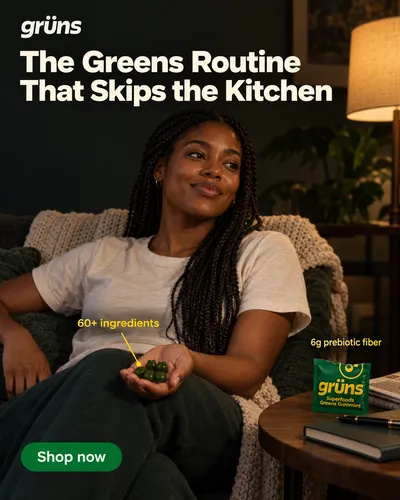 grüns
The Greens Routine
That Skips the Kitchen
60+ ingredients
6g prebiotic fiber
grüns
Superfoods
Greens Gummies
Shop now